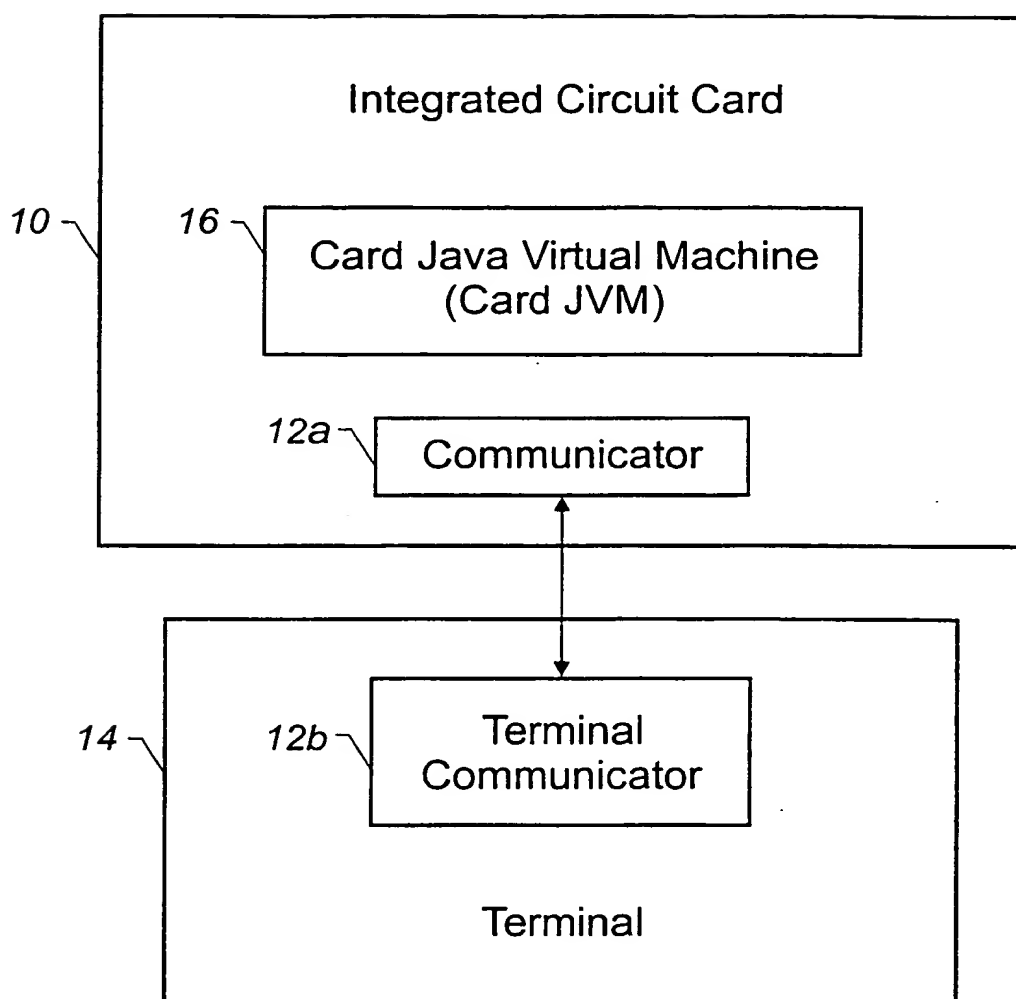 Integrated Circuit Card
10
16
Card Java Virtual Machine
(Card JVM)
12a
Communicator
14
12b
Terminal
Communicator
Terminal